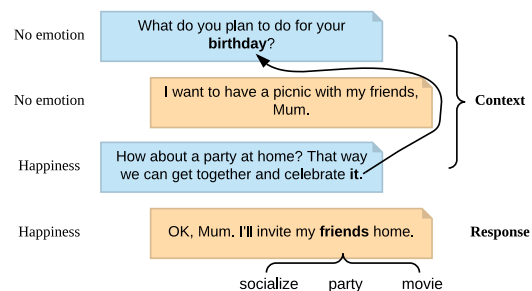 No emotion
What do you plan to do for your
birthday?
No emotion
I want to have a picnic with my friends,
Mum.
Context
Happiness
How about a party at home? That way
we can get together and celebrate it.
Happiness
OK, Mum. I'll invite my friends home.
Response
socialize party movie